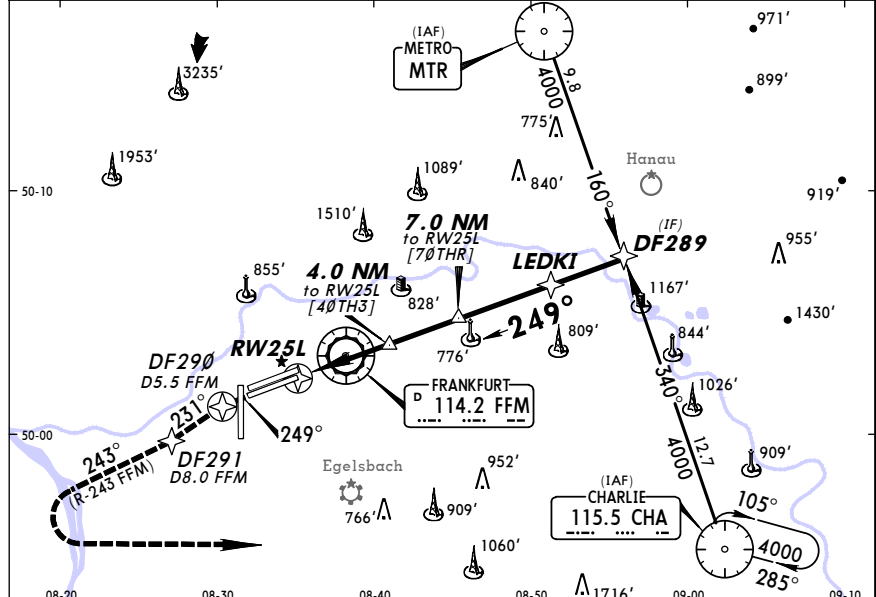 (IAF)
METRO
MTR
971'
3235'
899'
9.8
4000
775'
1953'
1089'
840'
Hanau
50-10
919'
160°
1510'
7.0 NM
to RW25L
[7ØTHR]
(IF)
DF289
955'
LEDKI
855'
4.0 NM
to RW25L
[4ØTH3]
828'
1167'
249°
1430'
776'
809'
844'
DF29Ø
D5.5 FFM
RW25L
FRANKFURT
D 114.2 FFM
340°
1026'
231°
249°
50-00
DF291
D8.0 FFM
243°
(R-243 FFM)
12.7
4000
Egelsbach
952'
909'
766'
909'
(IAF)
CHARLIE
115.5 CHA
105°
4000
285°
1060'
1716'
08-20
08-30
08-40
08-50
09-00
09-10